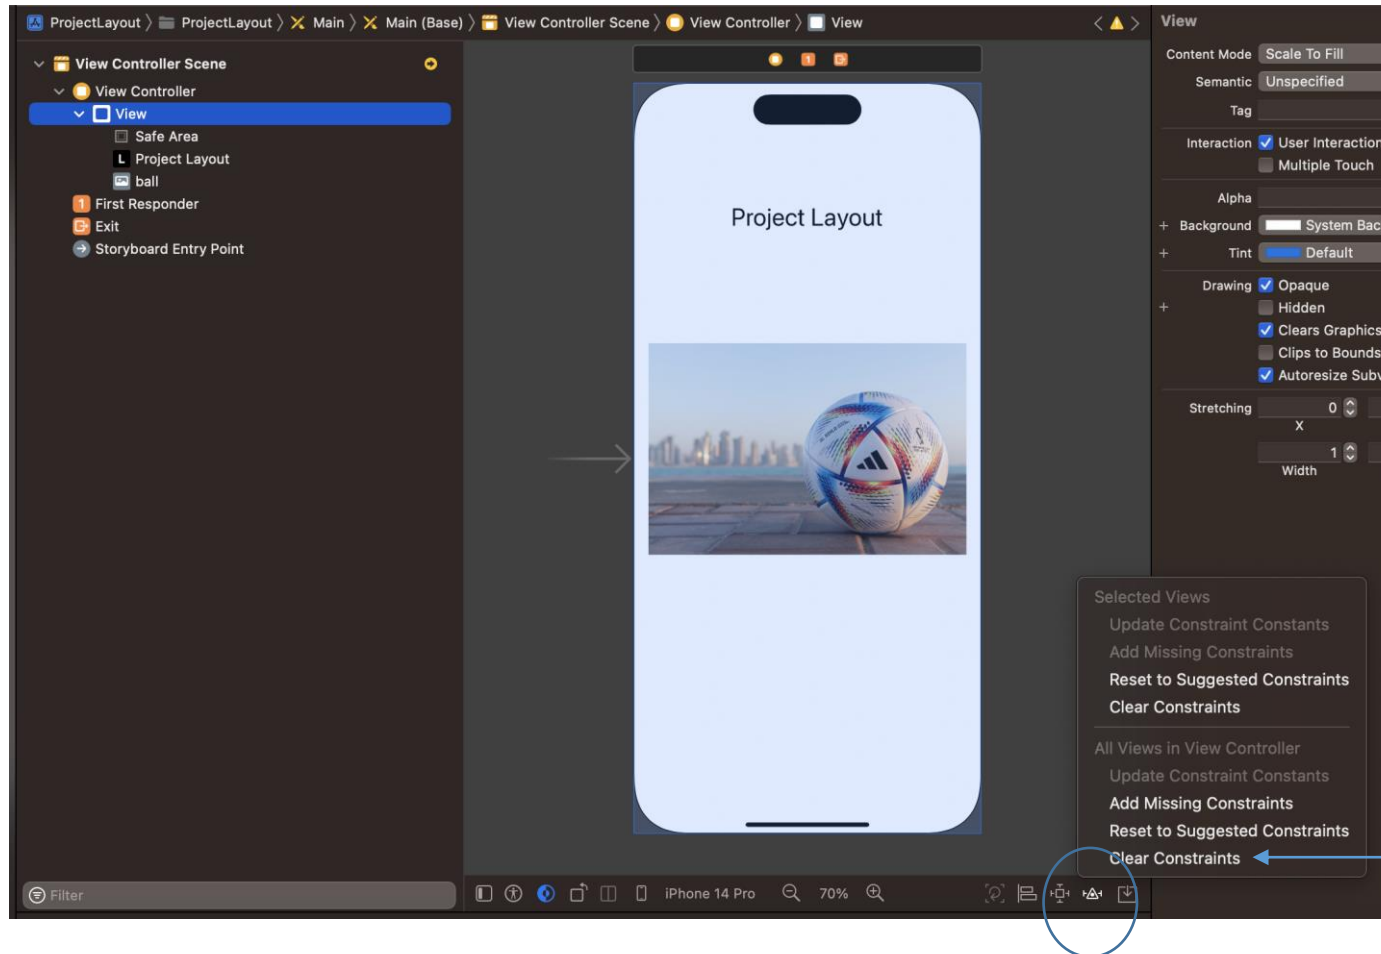 ProjectLayout 〉 ProjectLayout 〉 Main 〉 Main (Base) 〉 View Controller Scene 〉 View Controller 〉 View
View Controller Scene
View Controller
View
Safe Area
L Project Layout
ball
1 First Responder
Exit
Storyboard Entry Point
Filter
1
Project Layout
iPhone 14 Pro 70%
View
Content Mode Scale To Fill
Semantic Unspecified
Tag
Interaction User Interaction
Multiple Touch
Alpha
+ Background System Bac
+ Tint Default
Drawing Opaque
+ Hidden
Clears Graphics
Clips to Bounds
Autoresize Subv
Stretching 0
X
1
Width
Selected Views
Update Constraint Constants
Add Missing Constraints
Reset to Suggested Constraints
Clear Constraints
All Views in View Controller
Update Constraint Constants
Add Missing Constraints
Reset to Suggested Constraints
Clear Constraints